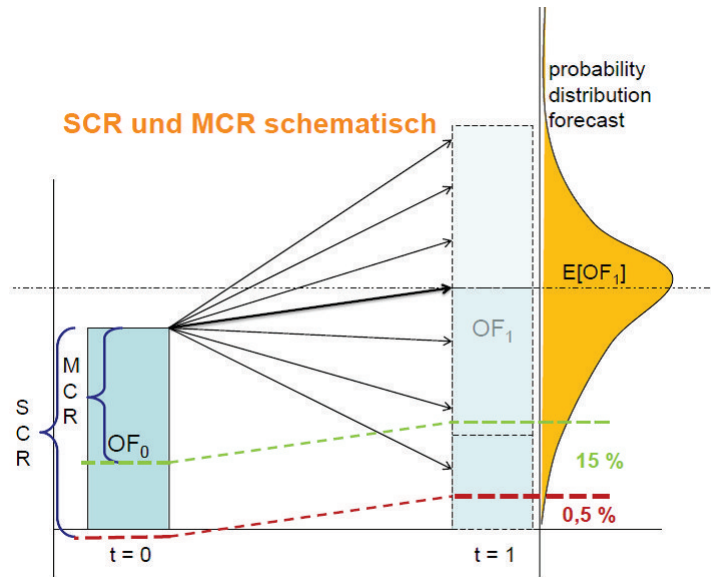 probability
distribution
forecast
SCR und MCR schematisch
E[OF₁]
OF₁
M
C
R
S
C
R
OF₀
15 %
0,5 %
t = 0
t = 1